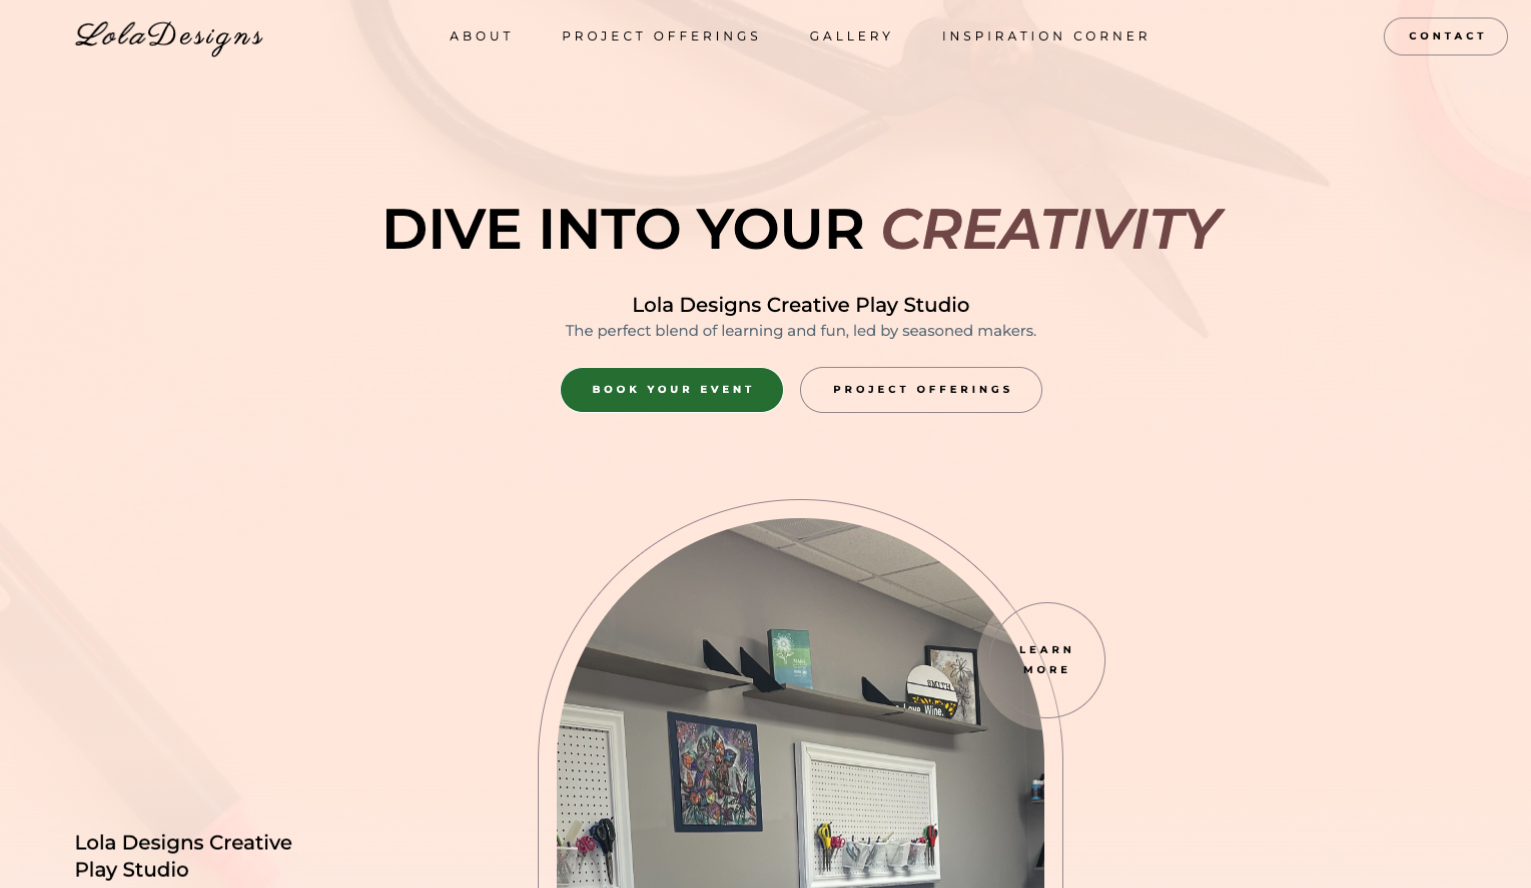 LolaDesigns
ABOUT
PROJECT OFFERINGS
GALLERY
INSPIRATION CORNER
CONTACT
DIVE INTO YOUR CREATIVITY
Lola Designs Creative Play Studio
The perfect blend of learning and fun, led by seasoned makers.
BOOK YOUR EVENT
PROJECT OFFERINGS
LEARN
MORE
SMITH
Love. Wine.
Lola Designs Creative
Play Studio